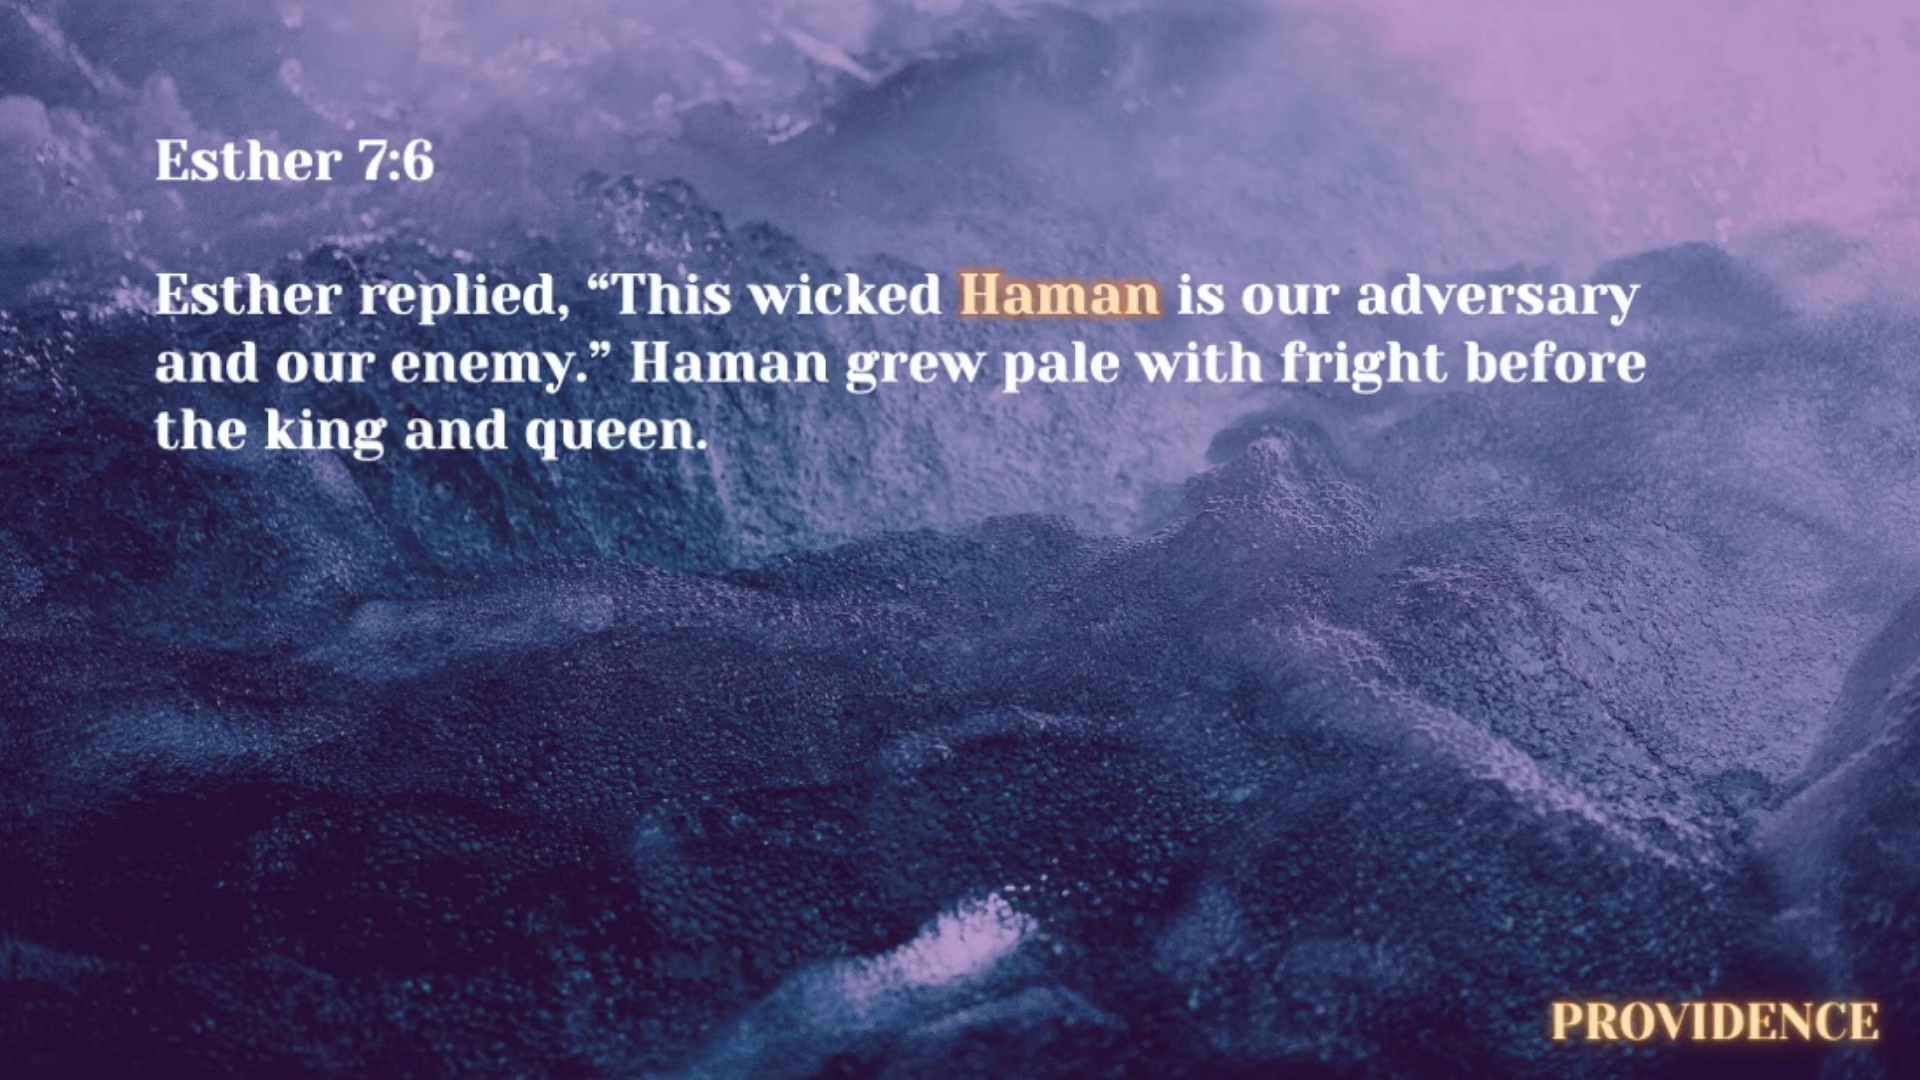 Esther 7:6
Esther replied, “This wicked Haman is our adversary
and our enemy.” Haman grew pale with fright before
the king and queen.
PROVIDENCE